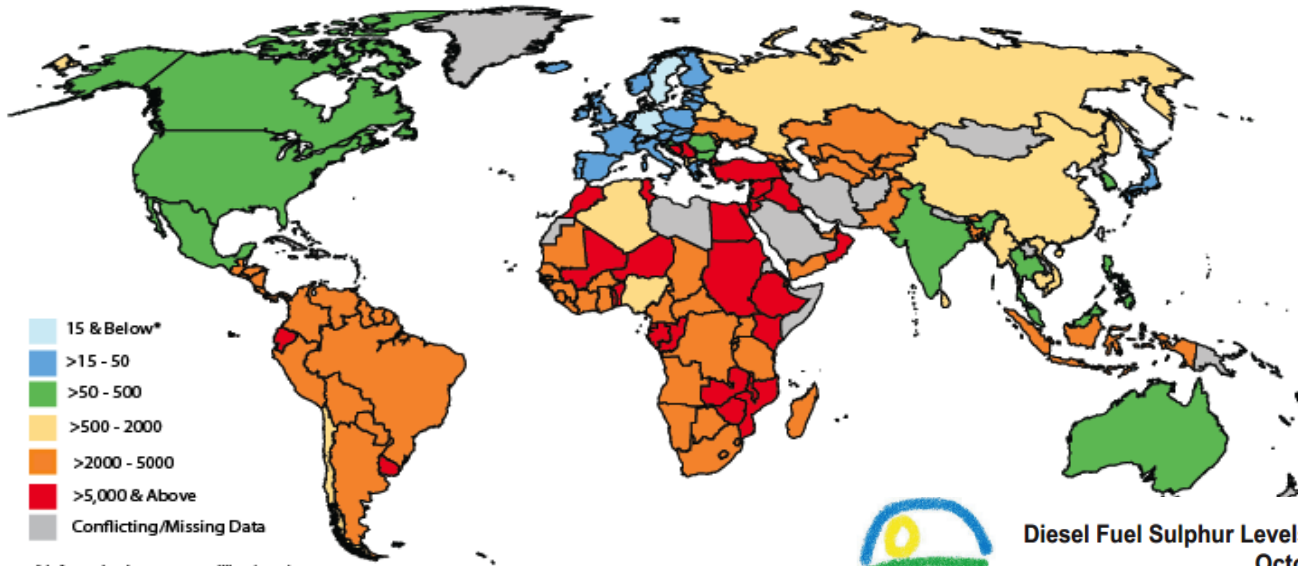 15 & Below*
>15 - 50
>50 - 500
>500 - 2000
>2000 - 5000
>5,000 & Above
Conflicting/Missing Data
Diesel Fuel Sulphur Level